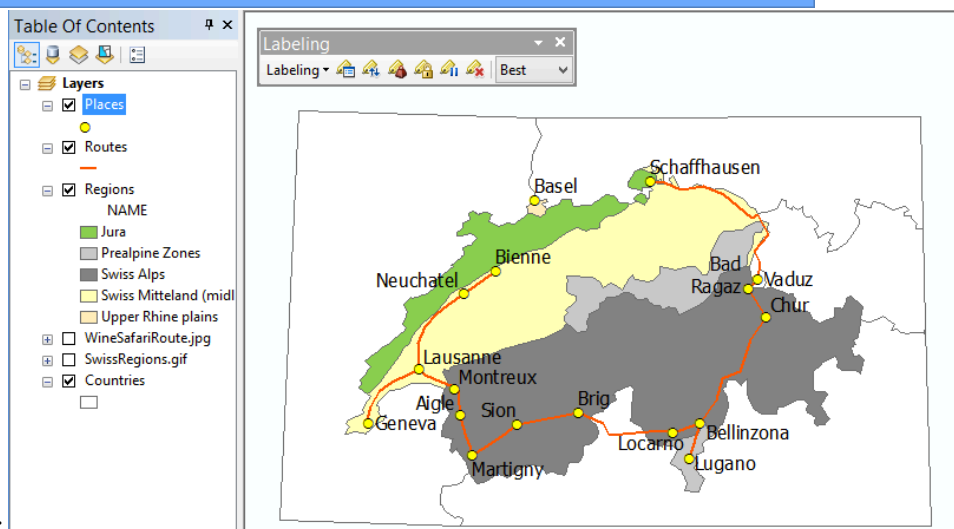 Table Of Contents
Layers
Places
Routes
Regions
NAME
Jura
Prealpine Zones
Swiss Alps
Swiss Mitteland (midl
Upper Rhine plains
WineSafariRoute.jpg
SwissRegions.gif
Countries
Labeling
Labeling
Best
Schaffhausen
Basel
Bienne
Neuchatel
Bad
Ragaz
Vaduz
Chur
Lausanne
Montreux
Aigle
Sion
Brig
Geneva
Locarno
Bellinzona
Martigny
Lugano